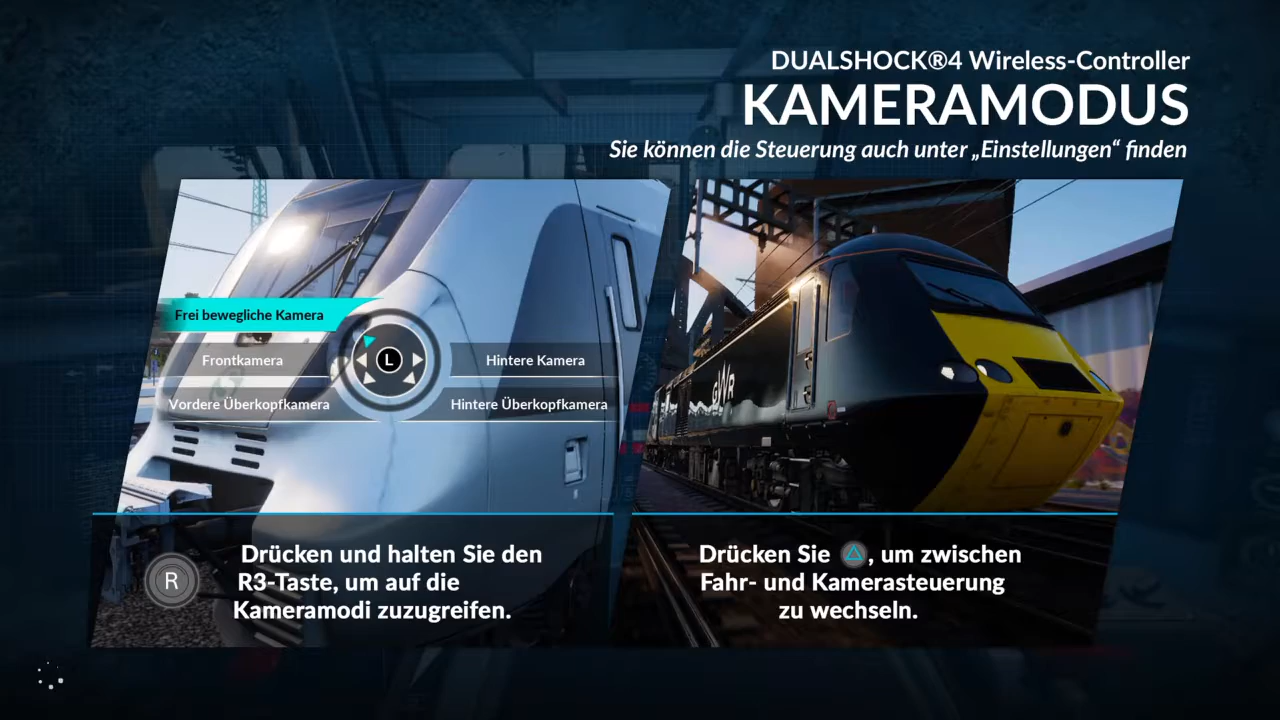 DUALSHOCK®4 Wireless-Controller
KAMERAMODUS
Sie können die Steuerung auch unter „Einstellungen“ finden
Frei bewegliche Kamera
Frontkamera
Vordere Überkopfkamera
L
Hintere Kamera
Hintere Überkopfkamera
GWR
R
Drücken und halten Sie den
R3-Taste, um auf die
Kameramodi zuzugreifen.
Drücken Sie , um zwischen
Fahr- und Kamerasteuerung
zu wechseln.